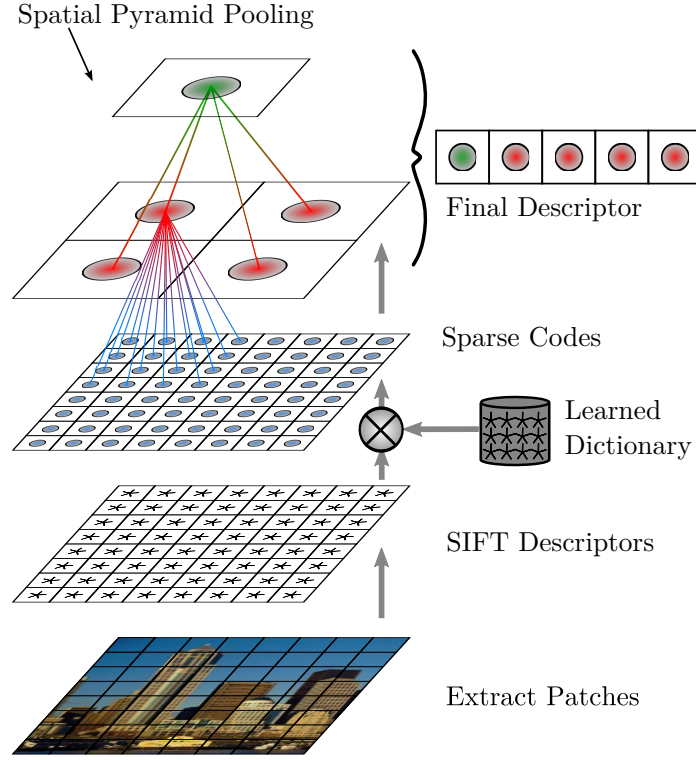 Spatial Pyramid Pooling
Final Descriptor
Sparse Codes
Learned
Dictionary
SIFT Descriptors
Extract Patches